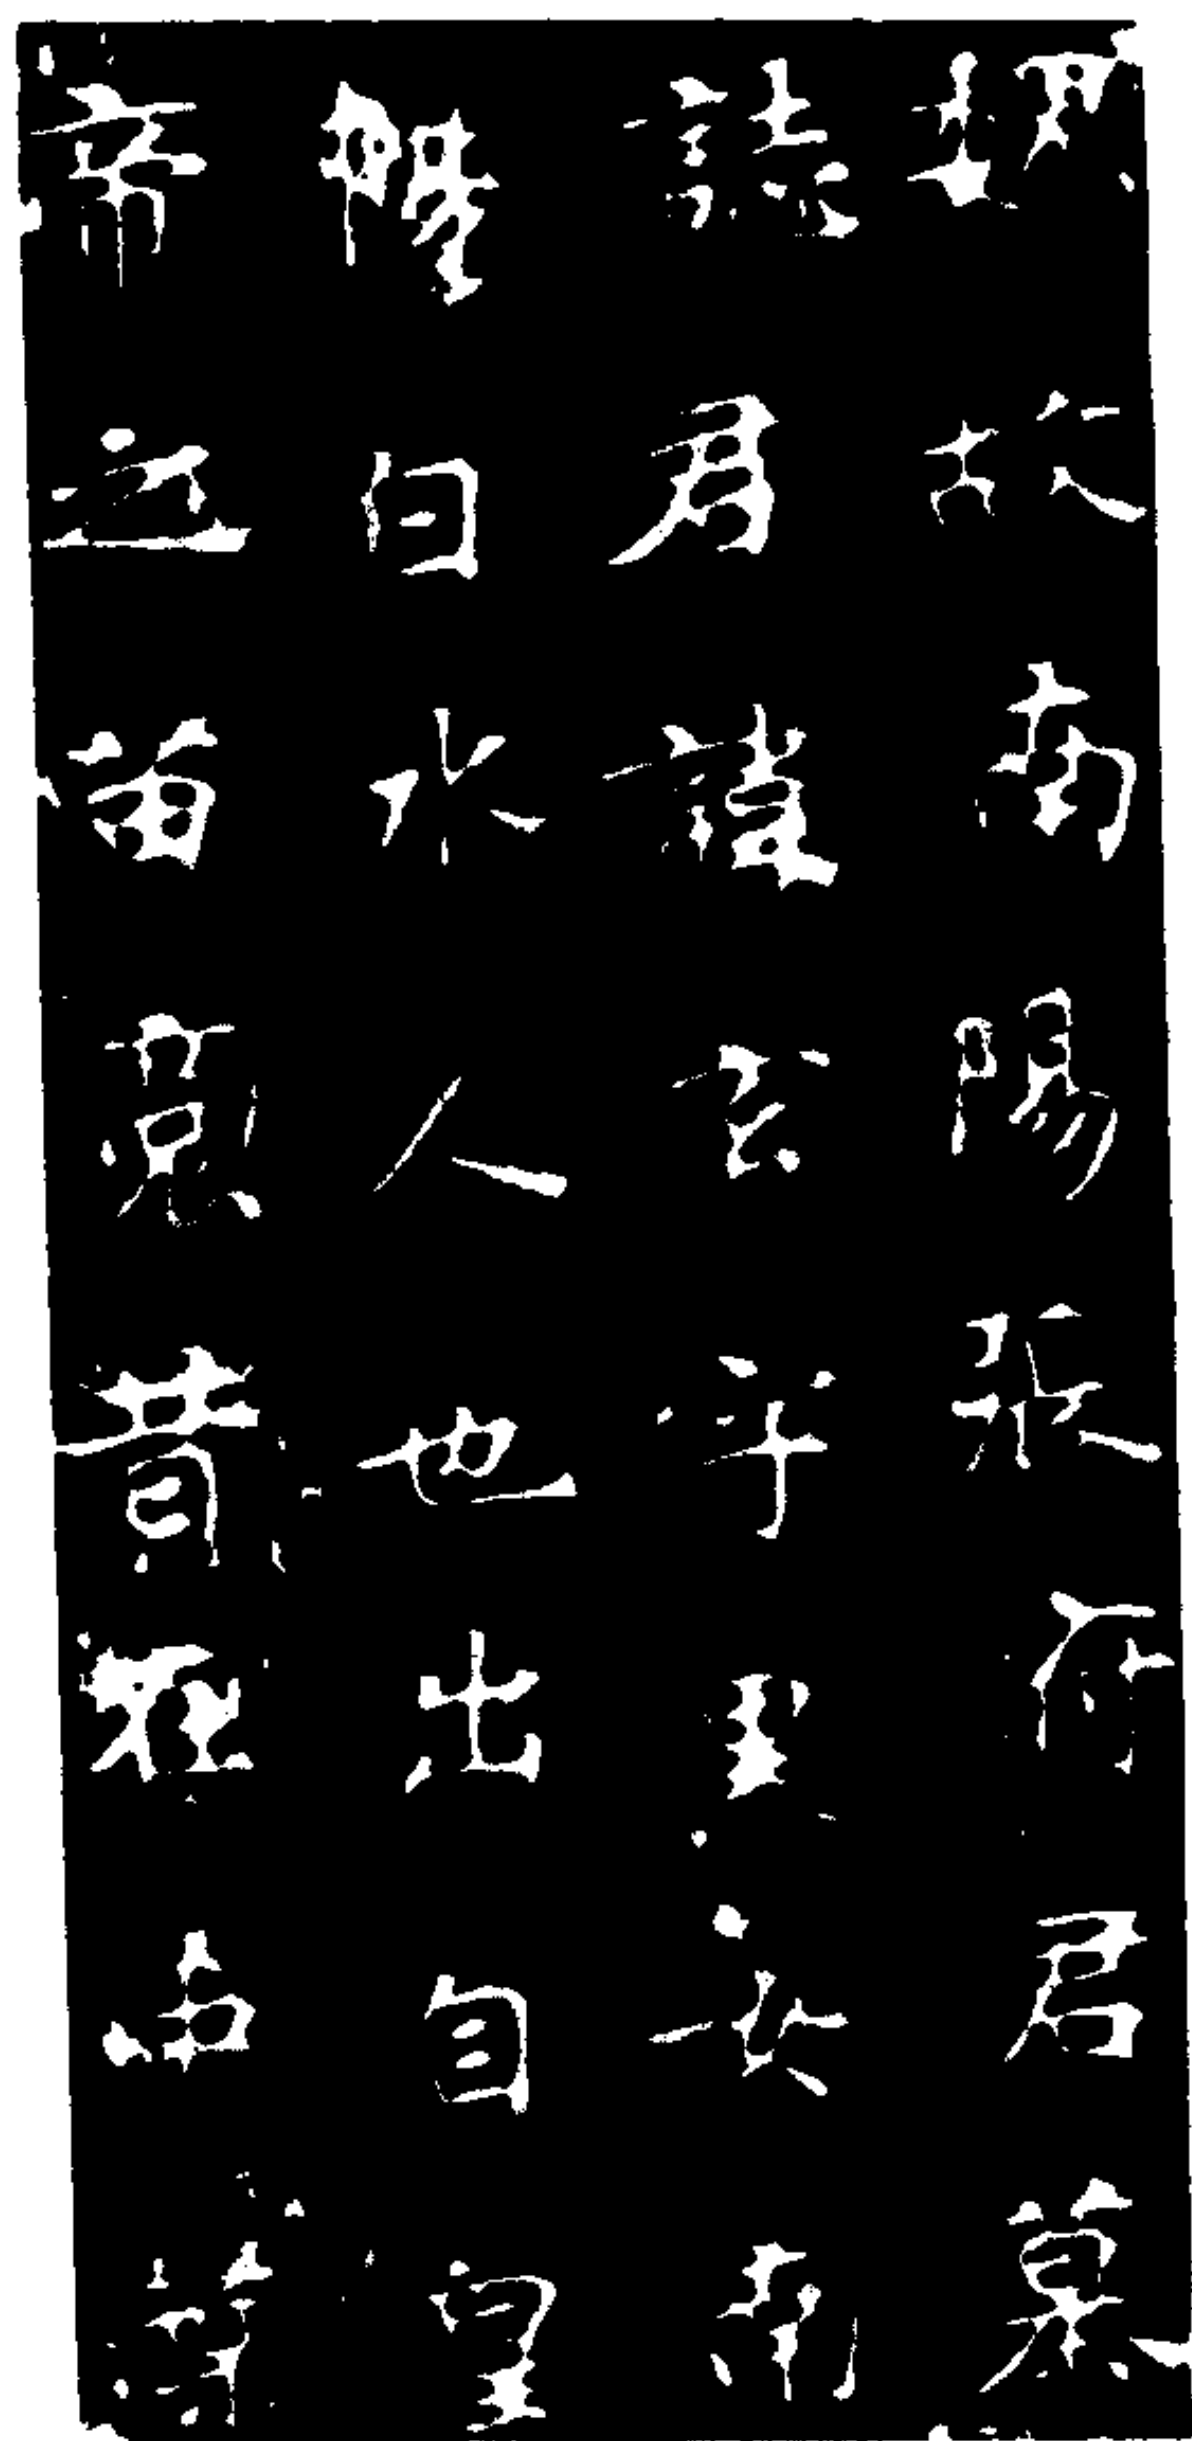 魏故南陽張府君墓
誌君諱玄字黑女南
陽白水人也出自皇
帝之苗裔昔在中葉